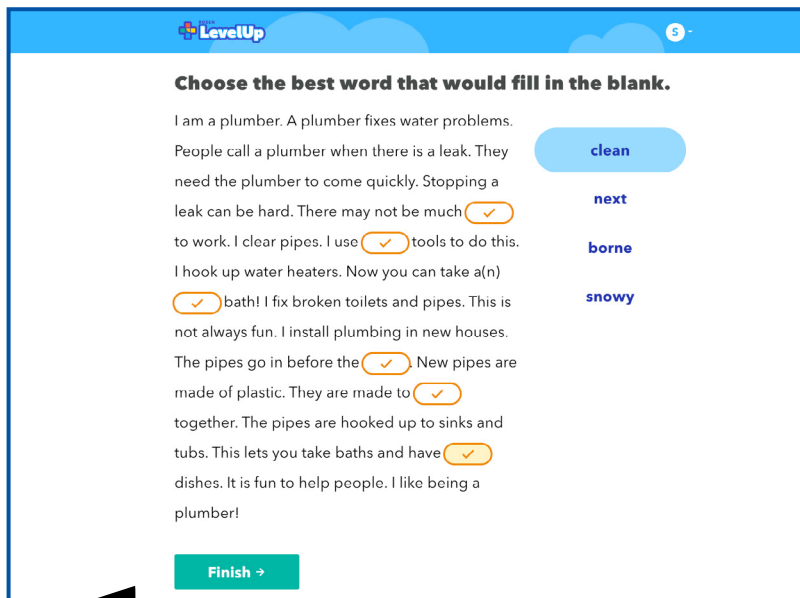 LevelUp
S
Choose the best word that would fill in the blank.
I am a plumber. A plumber fixes water problems.
People call a plumber when there is a leak. They
need the plumber to come quickly. Stopping a
leak can be hard. There may not be much
to work. I clear pipes. I use tools to do this.
I hook up water heaters. Now you can take a(n)
bath! I fix broken toilets and pipes. This is
not always fun. I install plumbing in new houses.
The pipes go in before the . New pipes are
made of plastic. They are made to
together. The pipes are hooked up to sinks and
tubs. This lets you take baths and have
dishes. It is fun to help people. I like being a
plumber!
clean
next
borne
snowy
Finish →